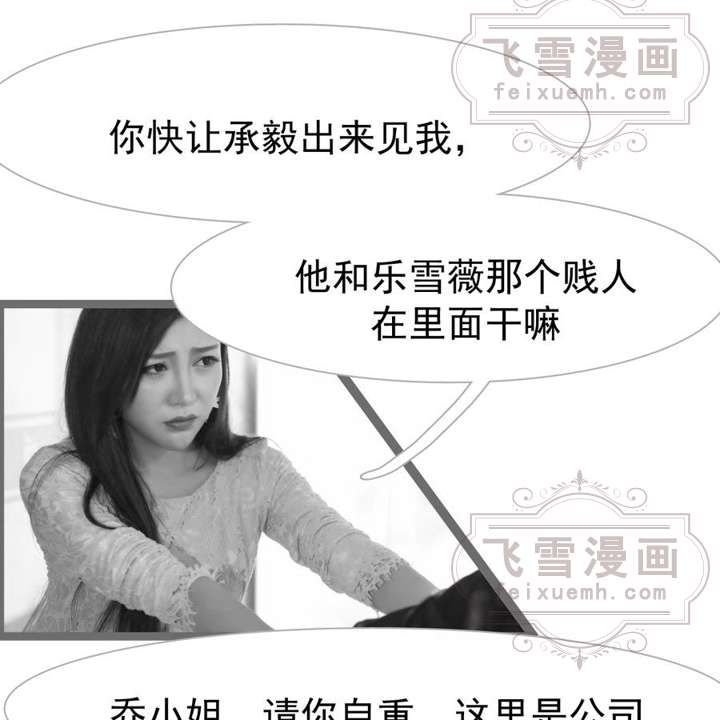 飞雪漫画
feixuemh.com
你快让承毅出来见我，
他和乐雪薇那个贱人
在里面干嘛
飞雪漫画
feixuemh.com
乔小姐，请你自重，这里是公司